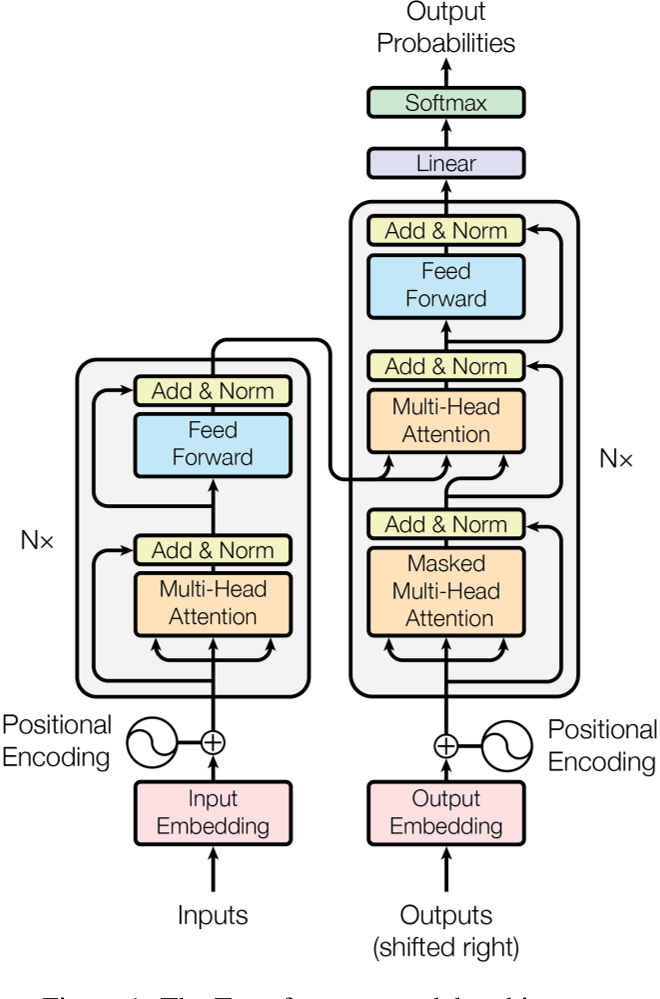 Output
Probabilities
Softmax
Linear
Add & Norm
Feed
Forward
Add & Norm
Multi-Head
Attention
Nx
Add & Norm
Masked
Multi-Head
Attention
Add & Norm
Feed
Forward
Nx
Add & Norm
Multi-Head
Attention
Positional
Encoding
Positional
Encoding
Input
Embedding
Output
Embedding
Inputs
Outputs
(shifted right)